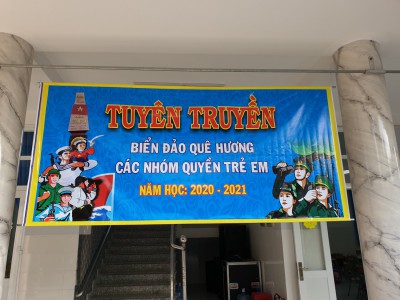 TUYÊN TRUYỀN
BIỂN ĐẢO QUÊ HƯƠNG
CÁC NHÓM QUYỀN TRẺ EM
NĂM HỌC: 2020 - 2021